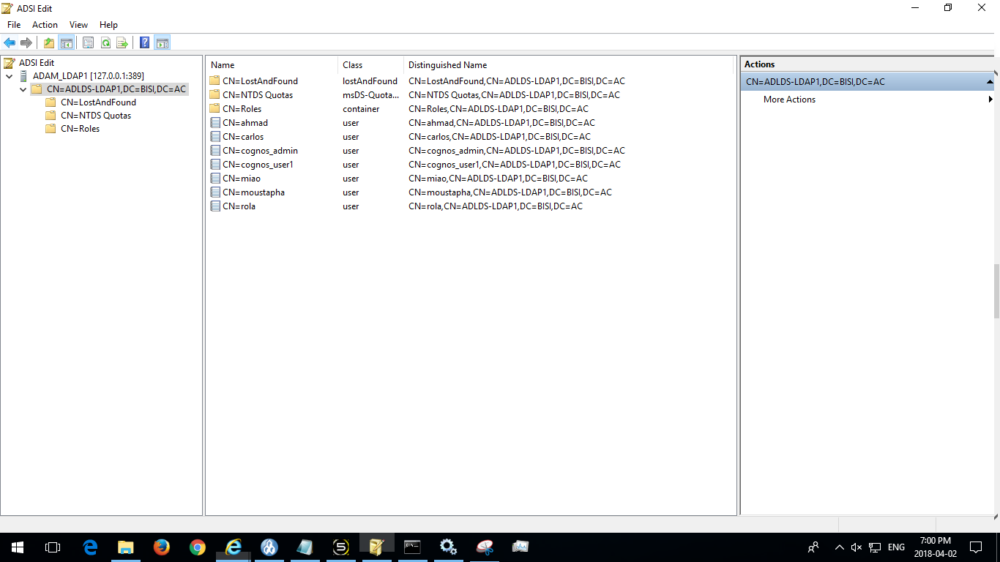 ADSI Edit
File Action View Help
ADSI Edit
ADAM_LDAP1 [127.0.0.1:389]
CN=ADLDS-LDAP1,DC=BISI,DC=AC
CN=LostAndFound
CN=NTDS Quotas
CN=Roles
Name Class Distinguished Name
CN=LostAndFound lostAndFound CN=LostAndFound,CN=ADLDS-LDAP1,DC=BISI,DC=AC
CN=NTDS Quotas msDS-Quota... CN=NTDS Quotas,CN=ADLDS-LDAP1,DC=BISI,DC=AC
CN=Roles container CN=Roles,CN=ADLDS-LDAP1,DC=BISI,DC=AC
CN=ahmad user CN=ahmad,CN=ADLDS-LDAP1,DC=BISI,DC=AC
CN=carlos user CN=carlos,CN=ADLDS-LDAP1,DC=BISI,DC=AC
CN=cognos_admin user CN=cognos_admin,CN=ADLDS-LDAP1,DC=BISI,DC=AC
CN=cognos_user1 user CN=cognos_user1,CN=ADLDS-LDAP1,DC=BISI,DC=AC
CN=miao user CN=miao,CN=ADLDS-LDAP1,DC=BISI,DC=AC
CN=moustapha user CN=moustapha,CN=ADLDS-LDAP1,DC=BISI,DC=AC
CN=rola user CN=rola,CN=ADLDS-LDAP1,DC=BISI,DC=AC
Actions
CN=ADLDS-LDAP1,DC=BISI,DC=AC
More Actions
ENG
7:00 PM
2018-04-02